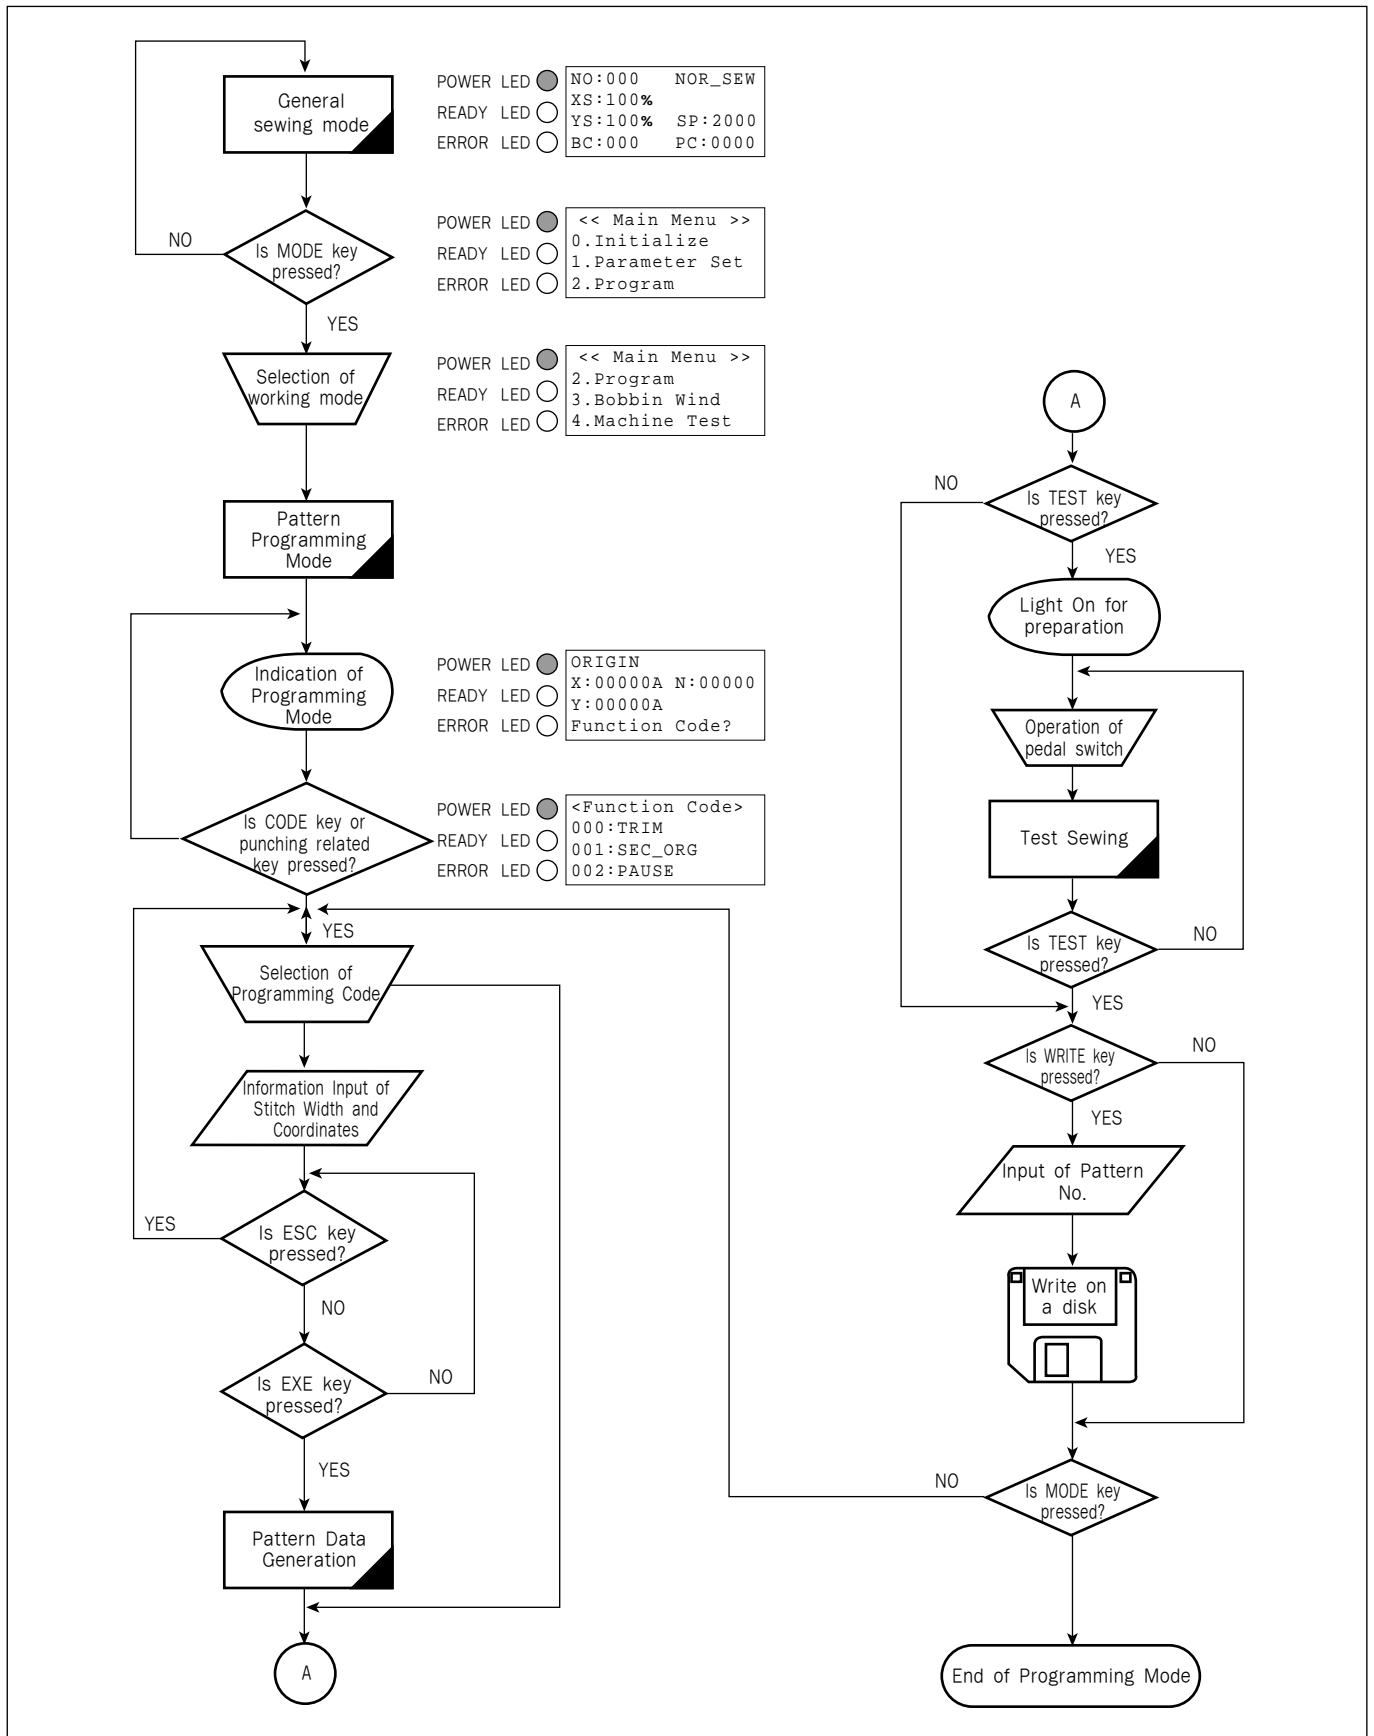 General
sewing mode
POWER LED
READY LED
ERROR LED
NO:000 NOR_SEW
XS:100%
YS:100% SP:2000
BC:000 PC:0000
NO
Is MODE key
pressed?
YES
POWER LED
READY LED
ERROR LED
<< Main Menu >>
0.Initialize
1.Parameter Set
2.Program
Selection of
working mode
POWER LED
READY LED
ERROR LED
<< Main Menu >>
2.Program
3.Bobbin Wind
4.Machine Test
Pattern
Programming
Mode
Indication of
Programming
Mode
POWER LED
READY LED
ERROR LED
ORIGIN
X:00000A N:00000
Y:00000A
Function Code?
Is CODE key or
punching related
key pressed?
POWER LED
READY LED
ERROR LED
<Function Code>
000:TRIM
001:SEC_ORG
002:PAUSE
YES
Selection of
Programming Code
Information Input of
Stitch Width and
Coordinates
YES
Is ESC key
pressed?
NO
Is EXE key
pressed?
NO
YES
Pattern Data
Generation
A
A
NO
Is TEST key
pressed?
YES
Light On for
preparation
Operation of
pedal switch
Test Sewing
Is TEST key
pressed?
NO
YES
Is WRITE key
pressed?
NO
YES
Input of Pattern
No.
Write on
a disk
NO
Is MODE key
pressed?
End of Programming Mode